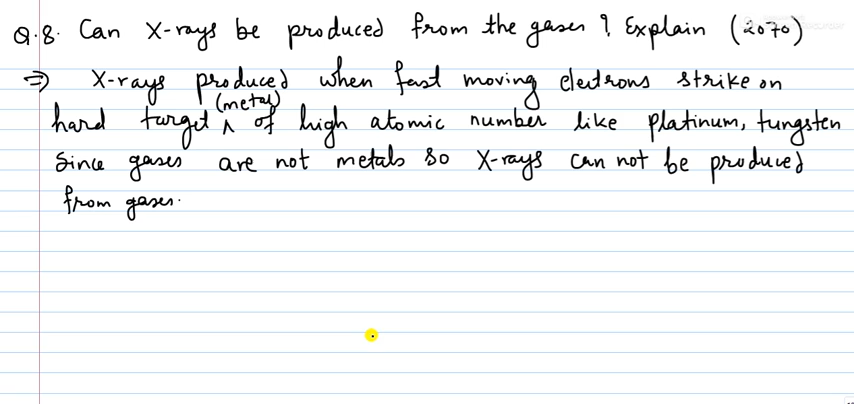 Q.8. Can X-rays be produced from the gases ? Explain (2070)
⇒ X-rays produced when fast moving electrons strike on
(metal)
hard target ∧ of high atomic number like platinum, tungsten
Since gases are not metals so X-rays can not be produced
from gases.